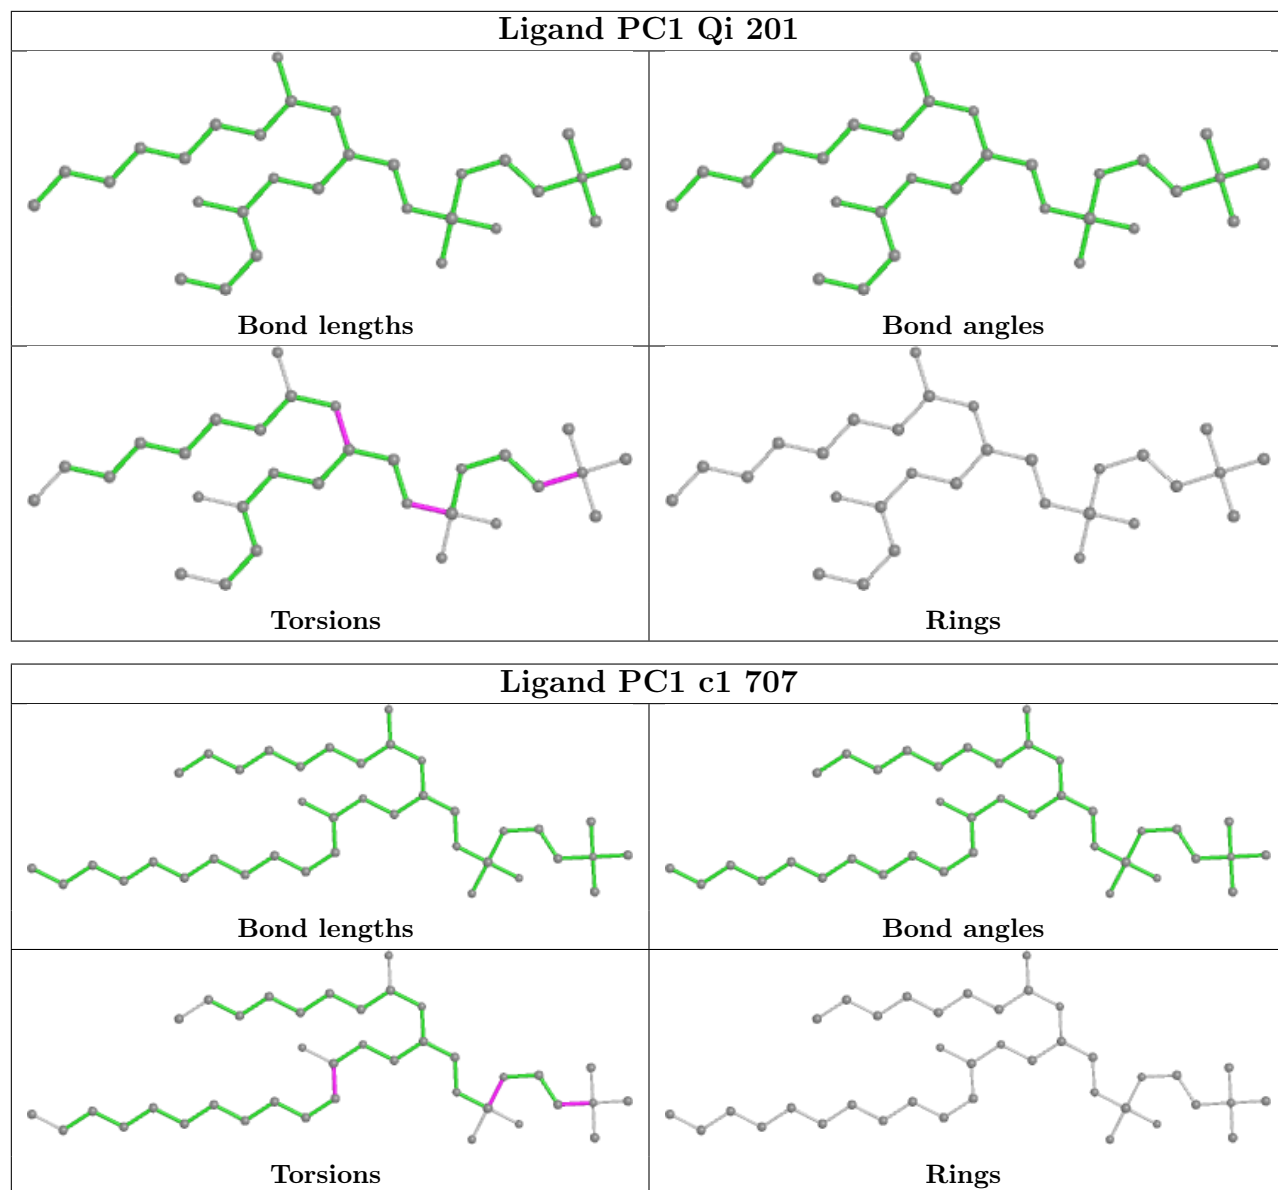 Ligand PC1 Qi 201
Bond lengths
Bond angles
Torsions
Rings
Ligand PC1 c1 707
Bond lengths
Bond angles
Torsions
Rings